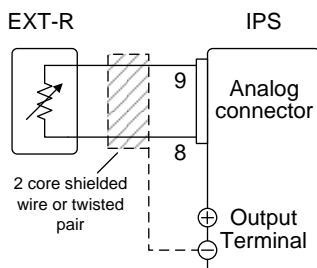 EXT-R
IPS
9
Analog
connector
8
2 core shielded
wire or twisted
pair
+
Output
Terminal
−